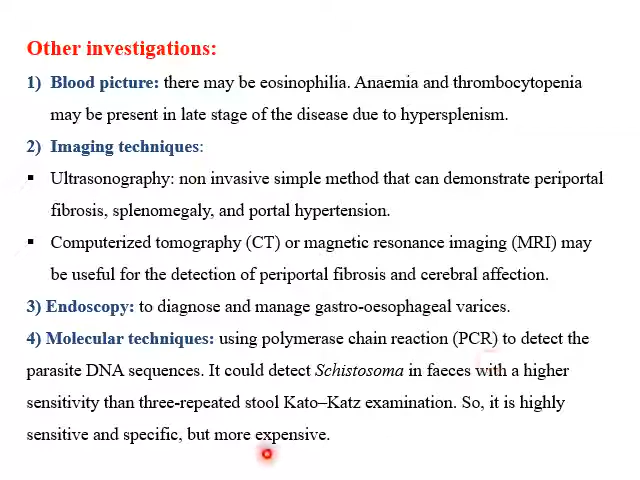 Other investigations:
1) Blood picture: there may be eosinophilia. Anaemia and thrombocytopenia
may be present in late stage of the disease due to hypersplenism.
2) Imaging techniques:
▪ Ultrasonography: non invasive simple method that can demonstrate periportal
fibrosis, splenomegaly, and portal hypertension.
▪ Computerized tomography (CT) or magnetic resonance imaging (MRI) may
be useful for the detection of periportal fibrosis and cerebral affection.
3) Endoscopy: to diagnose and manage gastro-oesophageal varices.
4) Molecular techniques: using polymerase chain reaction (PCR) to detect the
parasite DNA sequences. It could detect Schistosoma in faeces with a higher
sensitivity than three-repeated stool Kato–Katz examination. So, it is highly
sensitive and specific, but more expensive.